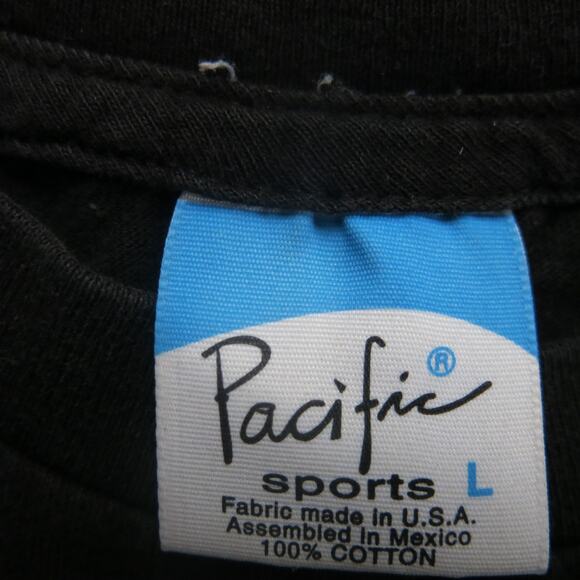 Pacific ®
sports L
Fabric made in U.S.A.
Assembled in Mexico
100% COTTON